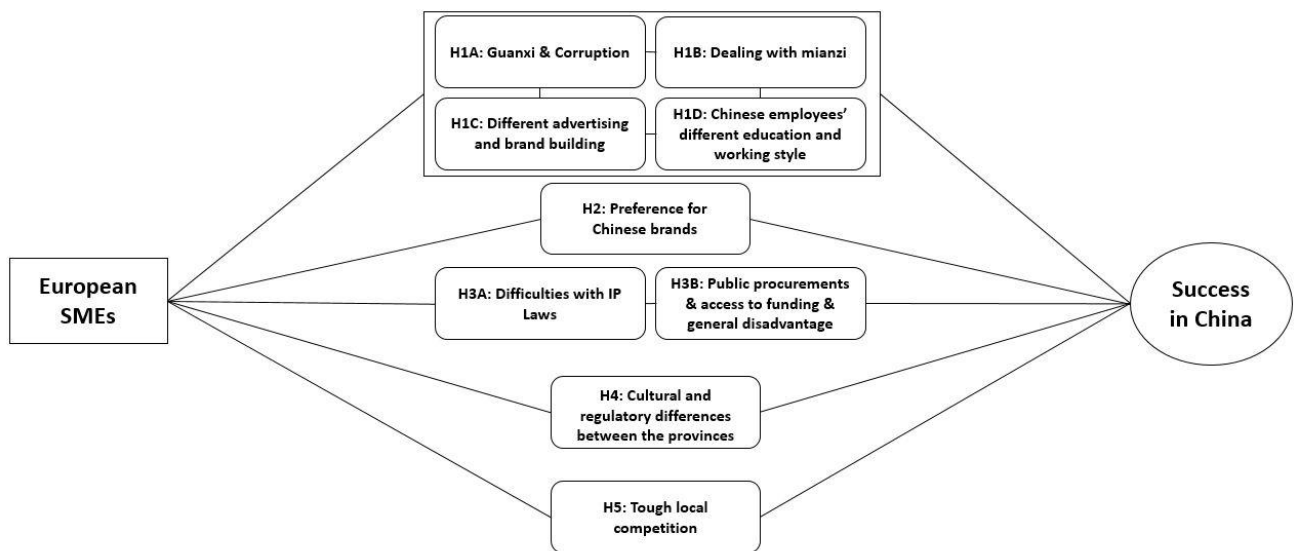 H1A: Guanxi & Corruption
H1B: Dealing with mianzi
H1C: Different advertising
and brand building
H1D: Chinese employees’
different education and
working style
H2: Preference for
Chinese brands
European
SMEs
H3A: Difficulties with IP
Laws
H3B: Public procurements
& access to funding &
general disadvantage
Success
in China
H4: Cultural and
regulatory differences
between the provinces
H5: Tough local
competition